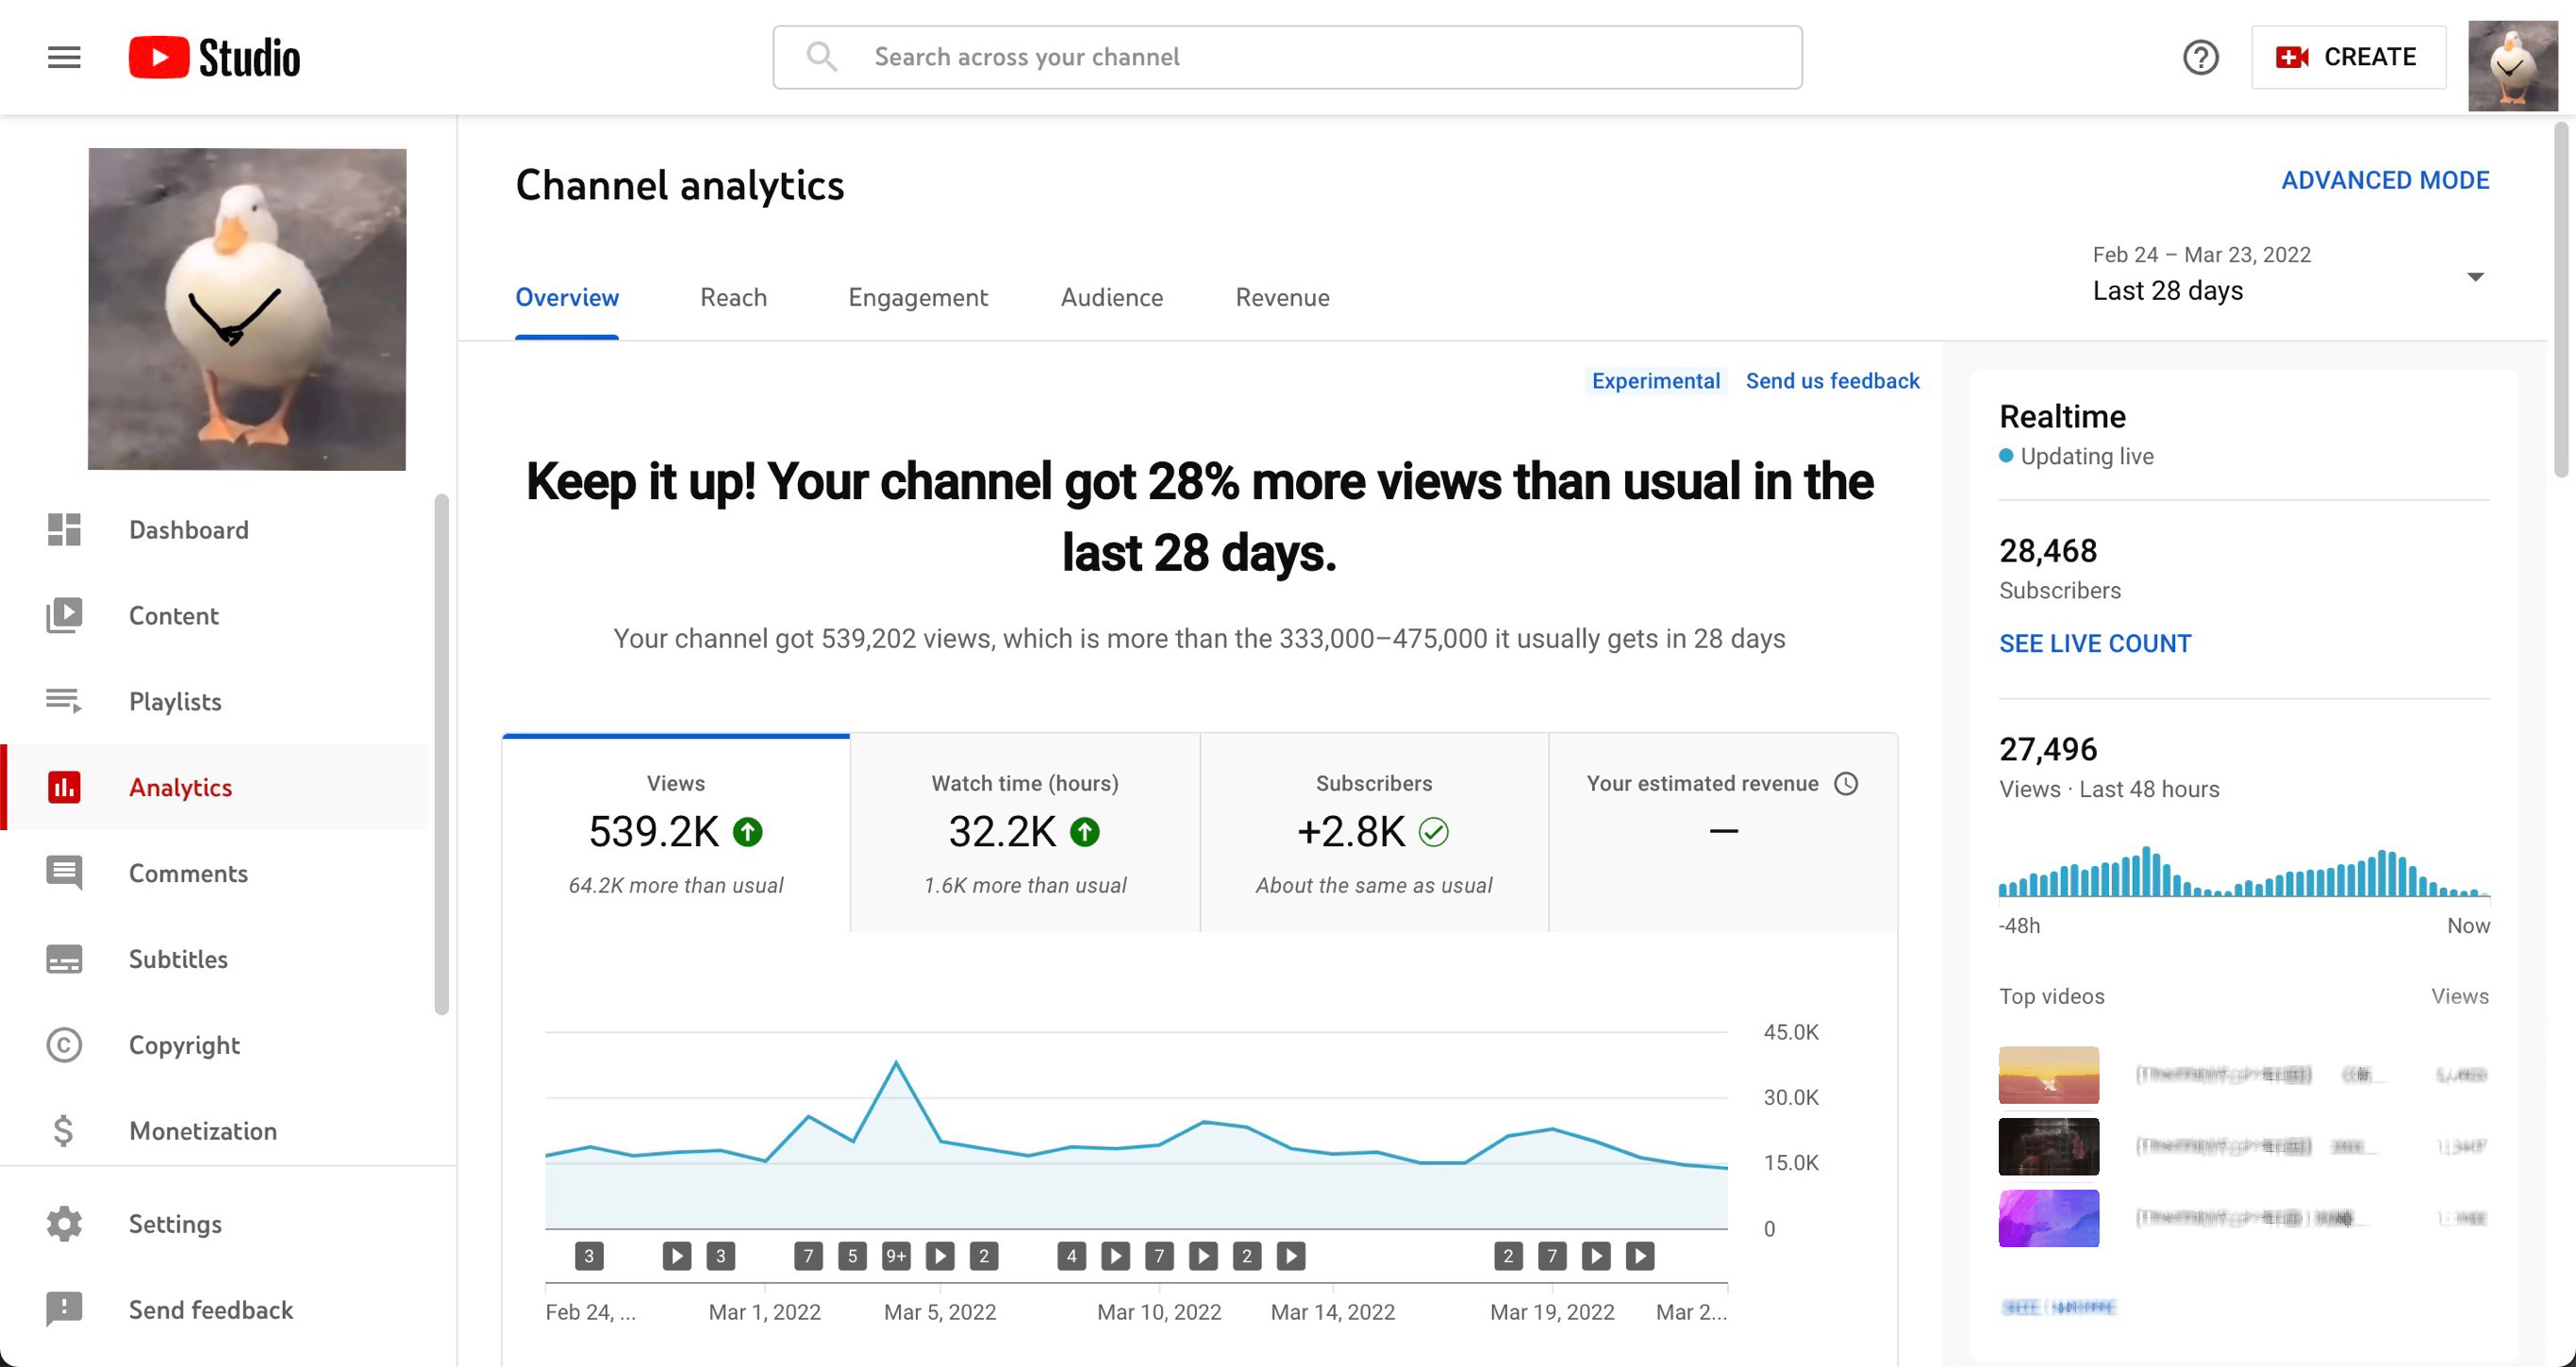 Studio
Search across your channel
CREATE
Channel analytics
ADVANCED MODE
Feb 24 – Mar 23, 2022
Last 28 days
Overview
Reach
Engagement
Audience
Revenue
Dashboard
Content
Playlists
Analytics
Comments
Subtitles
Copyright
Monetization
Settings
Send feedback
Experimental
Send us feedback
Keep it up! Your channel got 28% more views than usual in the
last 28 days.
Your channel got 539,202 views, which is more than the 333,000–475,000 it usually gets in 28 days
Views
539.2K
64.2K more than usual
Watch time (hours)
32.2K
1.6K more than usual
Subscribers
+2.8K
About the same as usual
Your estimated revenue
—
45.0K
30.0K
15.0K
0
3 3 7 5 9+ 2 4 7 2 2 7
Feb 24, ... Mar 1, 2022 Mar 5, 2022 Mar 10, 2022 Mar 14, 2022 Mar 19, 2022 Mar 2...
Realtime
Updating live
28,468
Subscribers
SEE LIVE COUNT
27,496
Views · Last 48 hours
-48h Now
Top videos Views